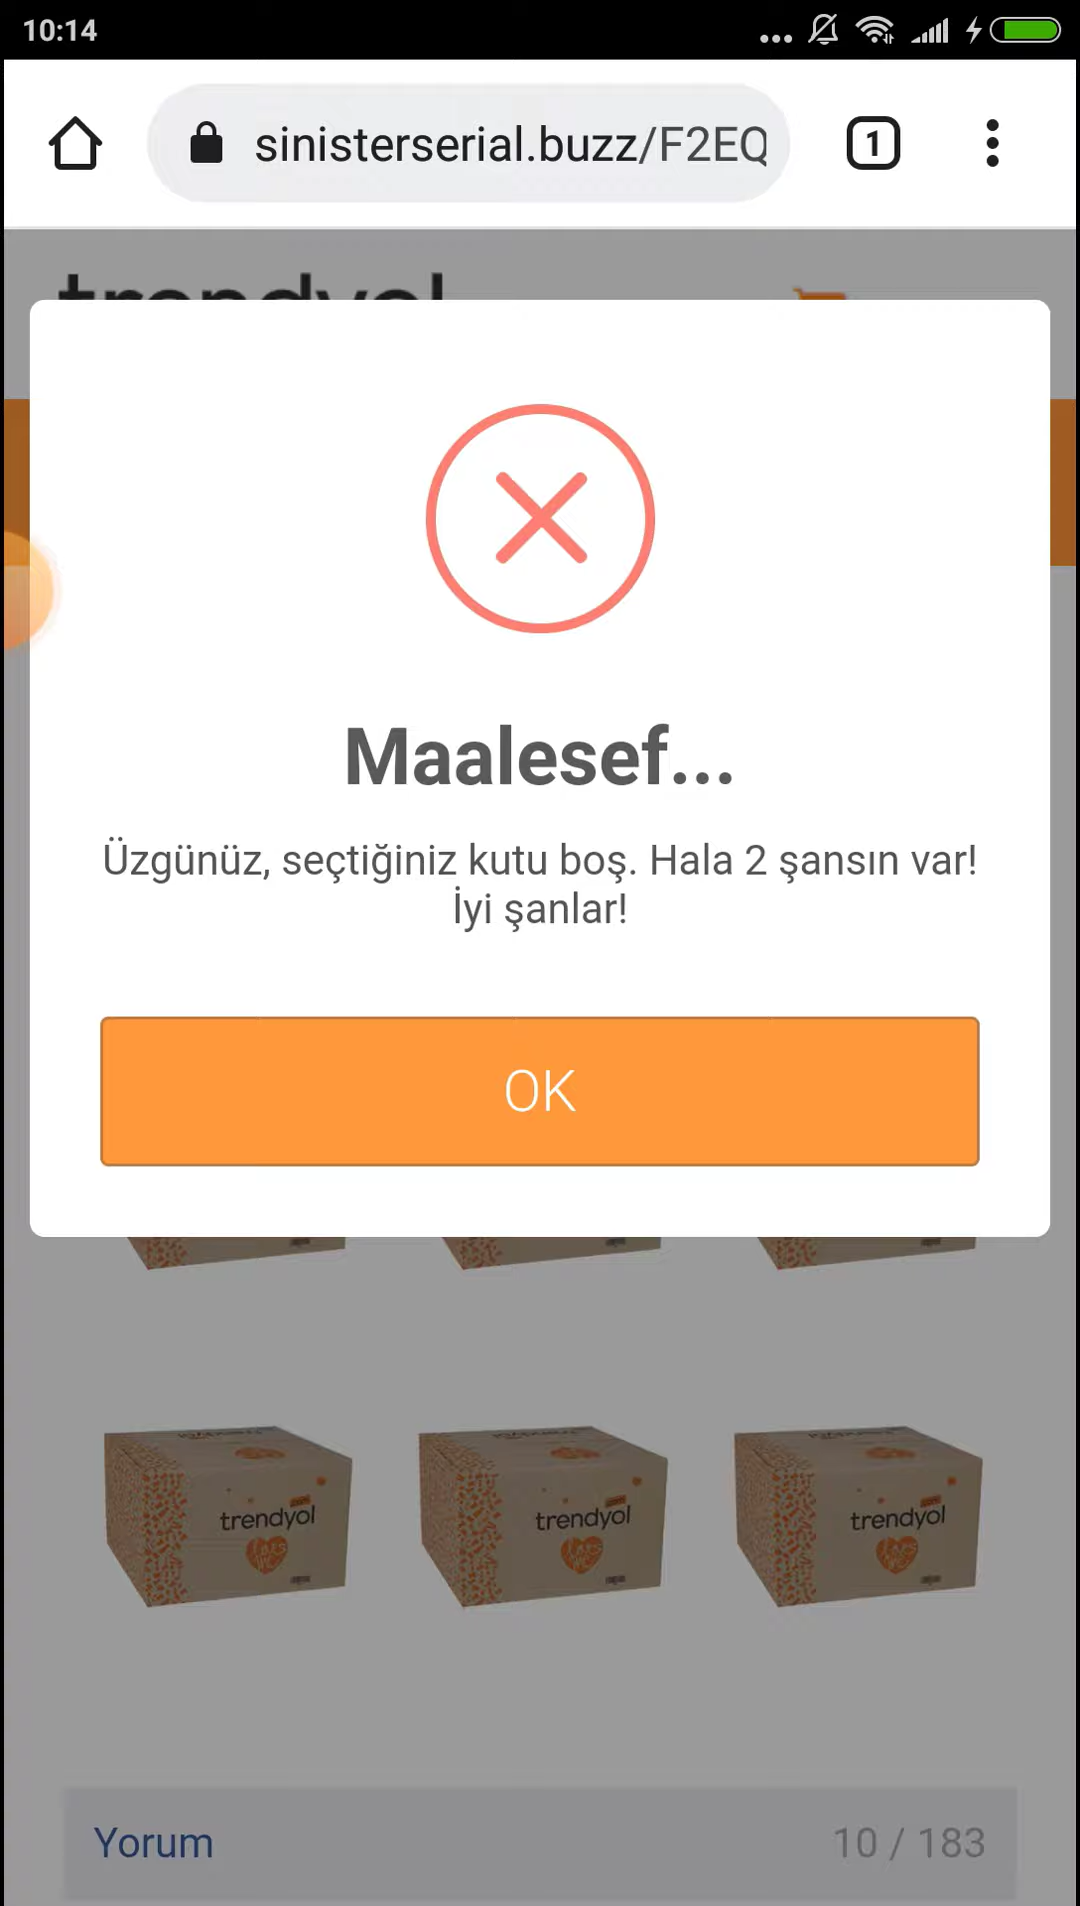 10:14
sinisterserial.buzz/F2EQ
1
trendyol
Maalesef...
Üzgünüz, seçtiğiniz kutu boş. Hala 2 şansın var!
İyi şanlar!
OK
trendyol
trendyol
trendyol
Yorum
10 / 183